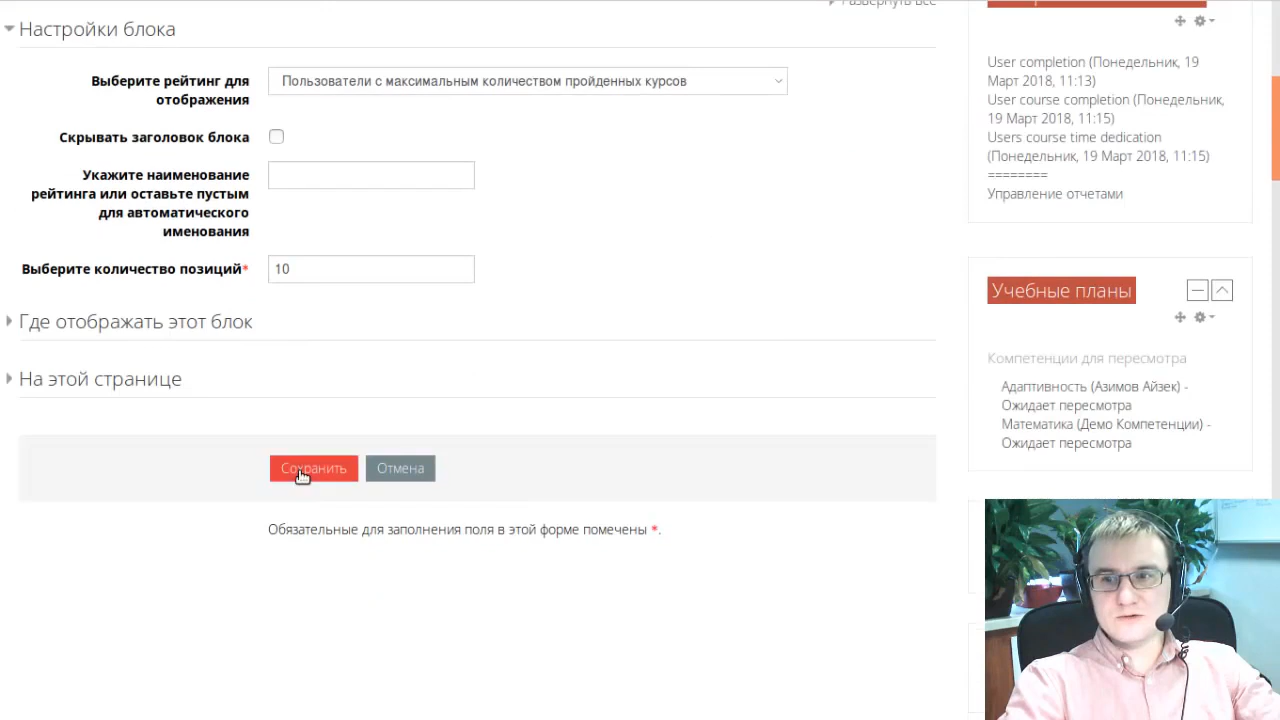 Развернуть всё
Настройки блока
Выберите рейтинг для
отображения
Пользователи с максимальным количеством пройденных курсов
Скрывать заголовок блока
Укажите наименование
рейтинга или оставьте пустым
для автоматического
именования
Выберите количество позиций*
10
Где отображать этот блок
На этой странице
Сохранить
Отмена
Обязательные для заполнения поля в этой форме помечены *.
User completion (Понедельник, 19
Март 2018, 11:13)
User course completion (Понедельник,
19 Март 2018, 11:15)
Users course time dedication
(Понедельник, 19 Март 2018, 11:15)
========
Управление отчетами
Учебные планы
Компетенции для пересмотра
Адаптивность (Азимов Айзек) -
Ожидает пересмотра
Математика (Демо Компетенции) -
Ожидает пересмотра